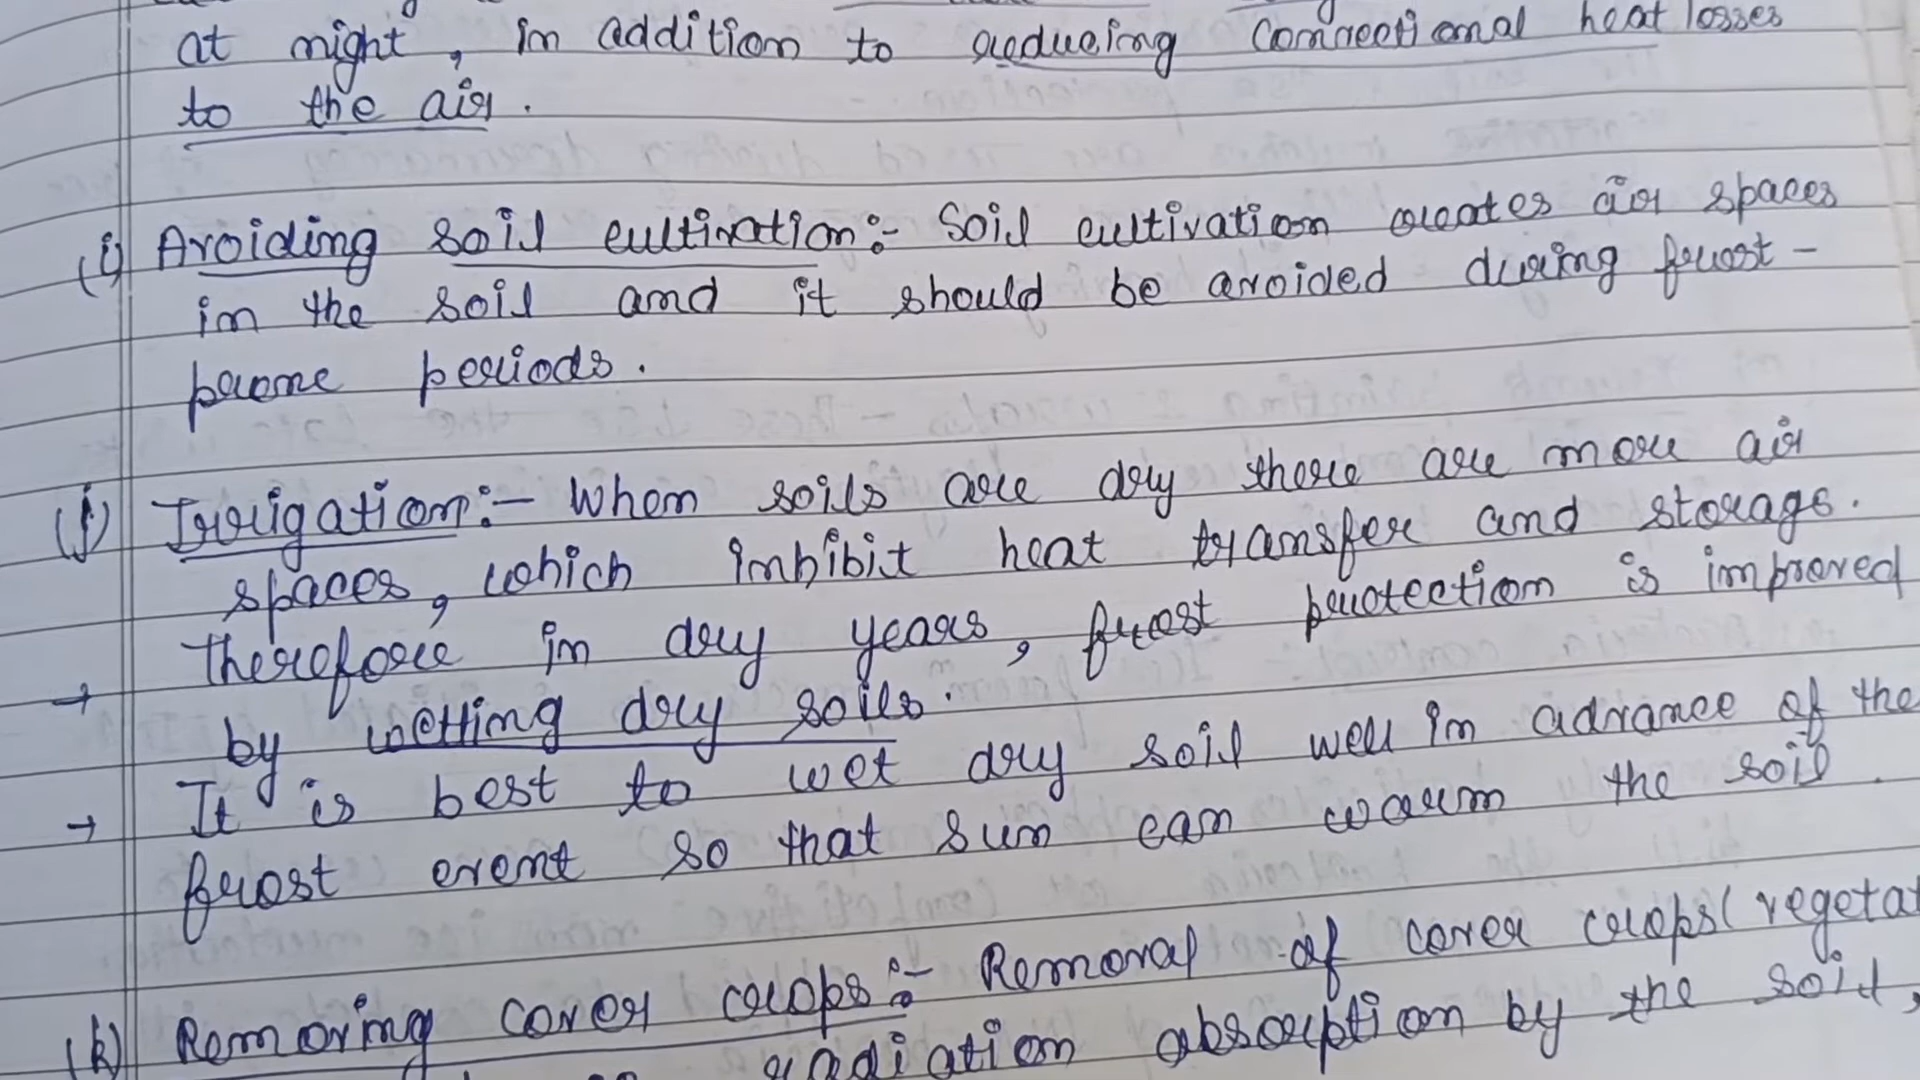 at night, in addition to reducing convectional heat losses
to the air.
(i) Avoiding soil cultivation:- Soil cultivation creates air spaces
in the soil and it should be avoided during frost-
prone periods.
(j) Irrigation:- When soils are dry there are more air
spaces, which inhibit heat transfer and storage.
→ therefore in dry years, frost protection is improved
by wetting dry soils.
→ It is best to wet dry soil well in advance of the
frost event so that sun can warm the soil.
(k) Removing cover crops:- Removal of cover crops (vegetat
radiation absorption by the soil,